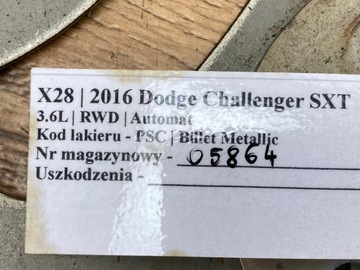 X28 | 2016 Dodge Challenger SXT
3.6L | RWD | Automat
Kod lakieru - PSC | Billet Metallic
Nr magazynowy - 05864
Uszkodzenia -